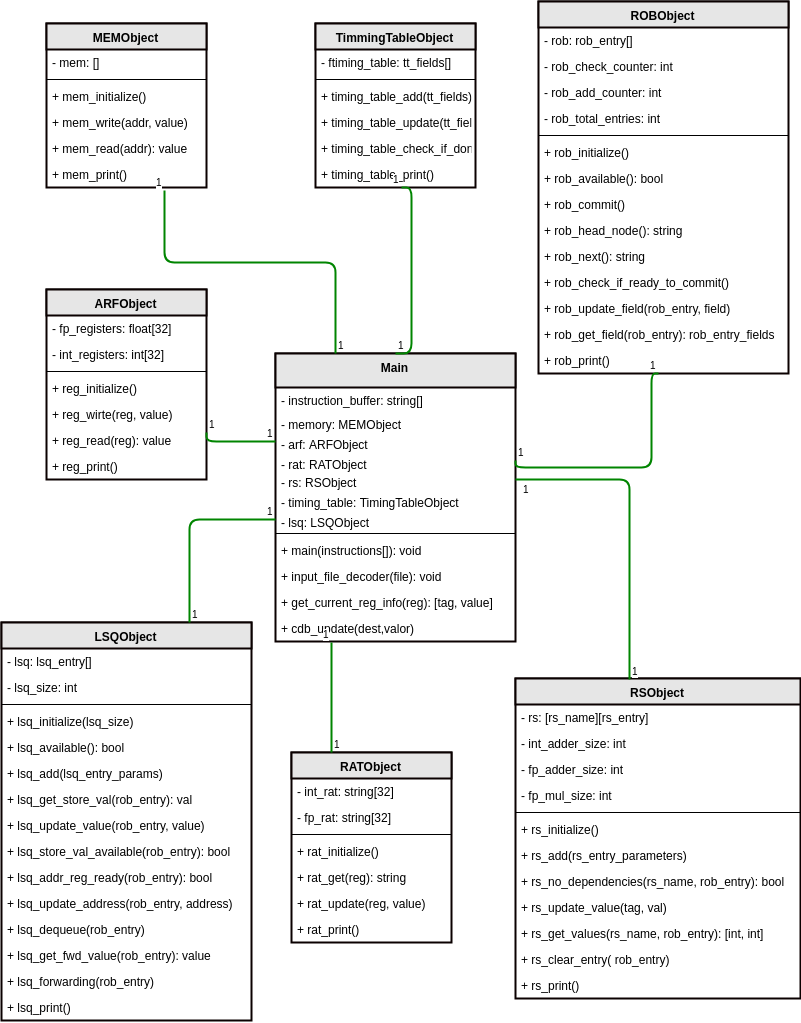 MEMObject
- mem: []
+ mem_initialize()
+ mem_write(addr, value)
+ mem_read(addr): value
+ mem_print()
1
TimmingTableObject
- ftiming_table: tt_fields[]
+ timing_table_add(tt_fields)
+ timing_table_update(tt_fiel
+ timing_table_check_if_don
+ timing_table_print()
1
ROBObject
- rob: rob_entry[]
- rob_check_counter: int
- rob_add_counter: int
- rob_total_entries: int
+ rob_initialize()
+ rob_available(): bool
+ rob_commit()
+ rob_head_node(): string
+ rob_next(): string
+ rob_check_if_ready_to_commit()
+ rob_update_field(rob_entry, field)
+ rob_get_field(rob_entry): rob_entry_fields
+ rob_print()
1
ARFObject
- fp_registers: float[32]
- int_registers: int[32]
+ reg_initialize()
+ reg_wirte(reg, value)
+ reg_read(reg): value
+ reg_print()
1
1
1
Main
- instruction_buffer: string[]
- memory: MEMObject
- arf: ARFObject
- rat: RATObject
- rs: RSObject
- timing_table: TimingTableObject
- lsq: LSQObject
+ main(instructions[]): void
+ input_file_decoder(file): void
+ get_current_reg_info(reg): [tag, value]
+ cdb_update(dest,valor)
1
1
1
1
1
1
LSQObject
- lsq: lsq_entry[]
- lsq_size: int
+ lsq_initialize(lsq_size)
+ lsq_available(): bool
+ lsq_add(lsq_entry_params)
+ lsq_get_store_val(rob_entry): val
+ lsq_update_value(rob_entry, value)
+ lsq_store_val_available(rob_entry): bool
+ lsq_addr_reg_ready(rob_entry): bool
+ lsq_update_address(rob_entry, address)
+ lsq_dequeue(rob_entry)
+ lsq_get_fwd_value(rob_entry): value
+ lsq_forwarding(rob_entry)
+ lsq_print()
1
RATObject
- int_rat: string[32]
- fp_rat: string[32]
+ rat_initialize()
+ rat_get(reg): string
+ rat_update(reg, value)
+ rat_print()
1
RSObject
- rs: [rs_name][rs_entry]
- int_adder_size: int
- fp_adder_size: int
- fp_mul_size: int
+ rs_initialize()
+ rs_add(rs_entry_parameters)
+ rs_no_dependencies(rs_name, rob_entry): bool
+ rs_update_value(tag, val)
+ rs_get_values(rs_name, rob_entry): [int, int]
+ rs_clear_entry( rob_entry)
+ rs_print()